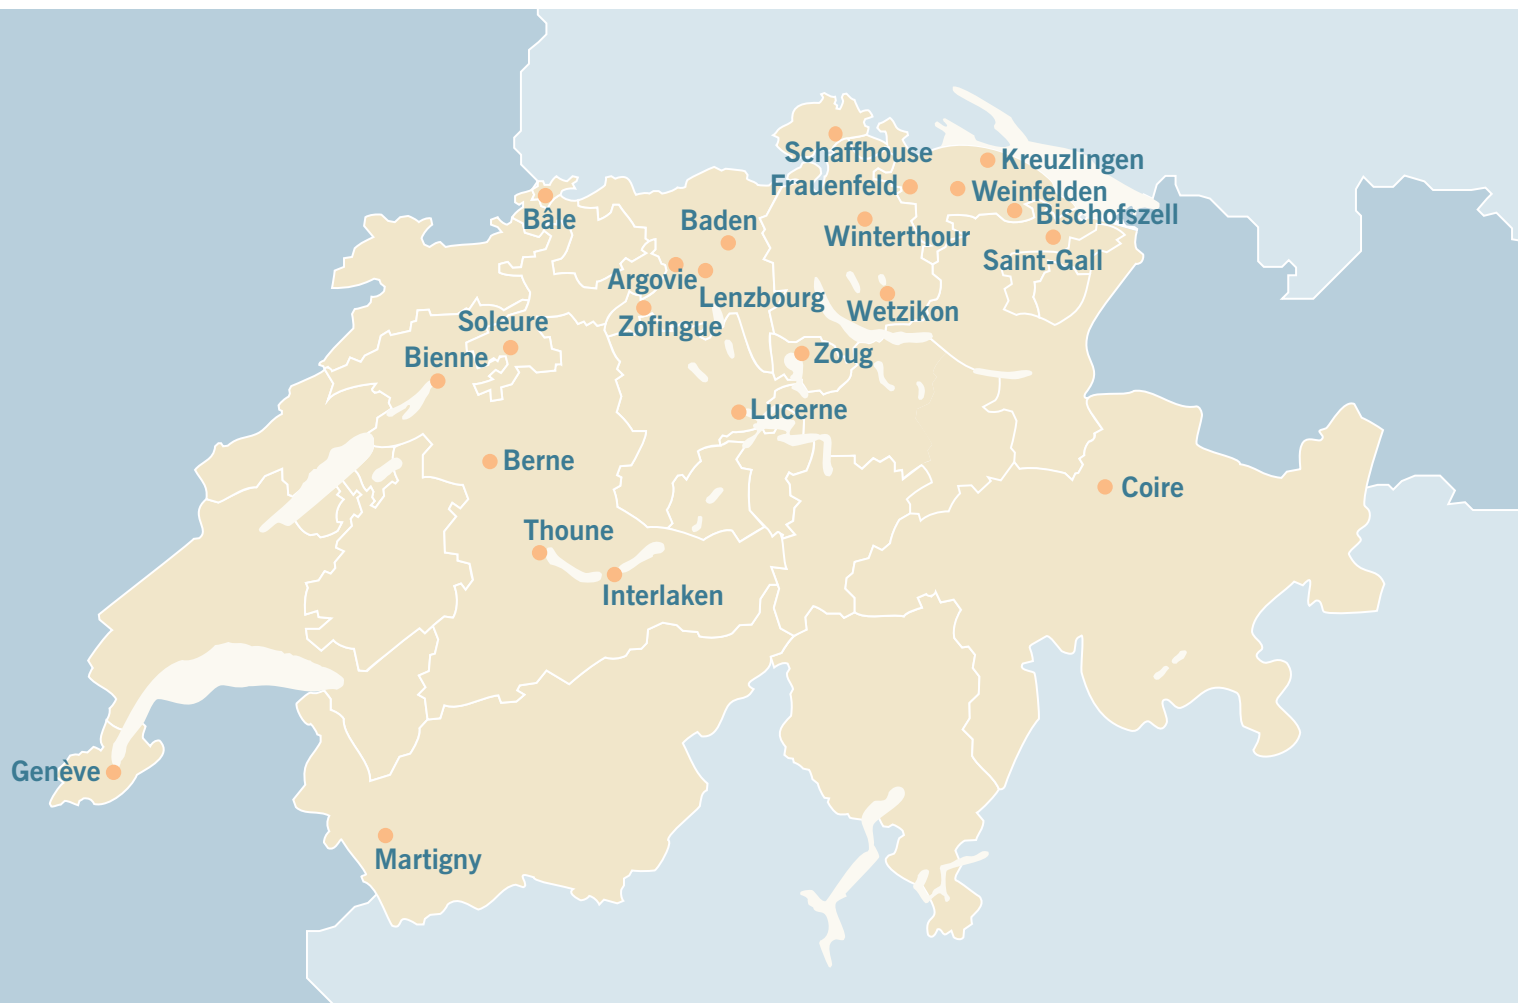 Schaffhouse
Kreuzlingen
Frauenfeld
Weinfelden
Bâle
Baden
Bischofszell
Winterthour
Saint-Gall
Argovie
Lenzbourg
Wetzikon
Soleure
Zofingue
Bienne
Zoug
Lucerne
Berne
Coire
Thoune
Interlaken
Genève
Martigny